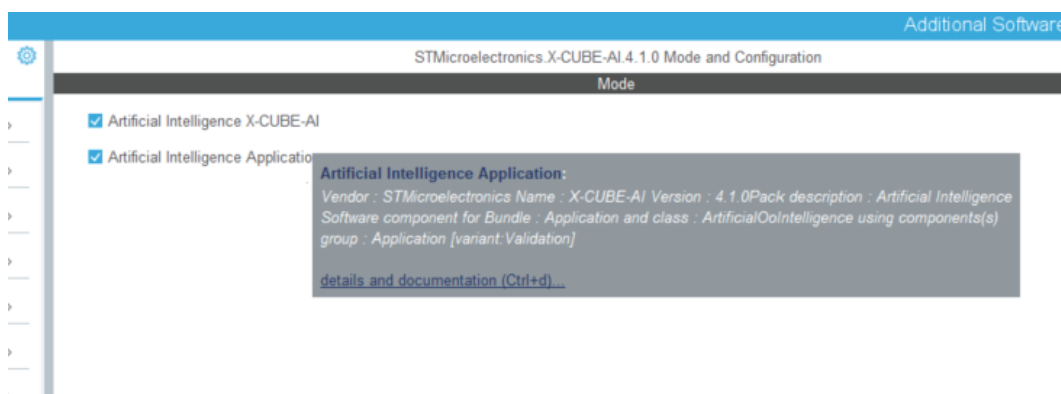 Additional Software
STMicroelectronics.X-CUBE-AI.4.1.0 Mode and Configuration
Mode
Artificial Intelligence X-CUBE-AI
Artificial Intelligence Applicatio
Artificial Intelligence Application:
Vendor : STMicroelectronics Name : X-CUBE-AI Version : 4.1.0Pack description : Artificial Intelligence
Software component for Bundle : Application and class : ArtificialOoIntelligence using components(s)
group : Application [variant:Validation]
details and documentation (Ctrl+d)...